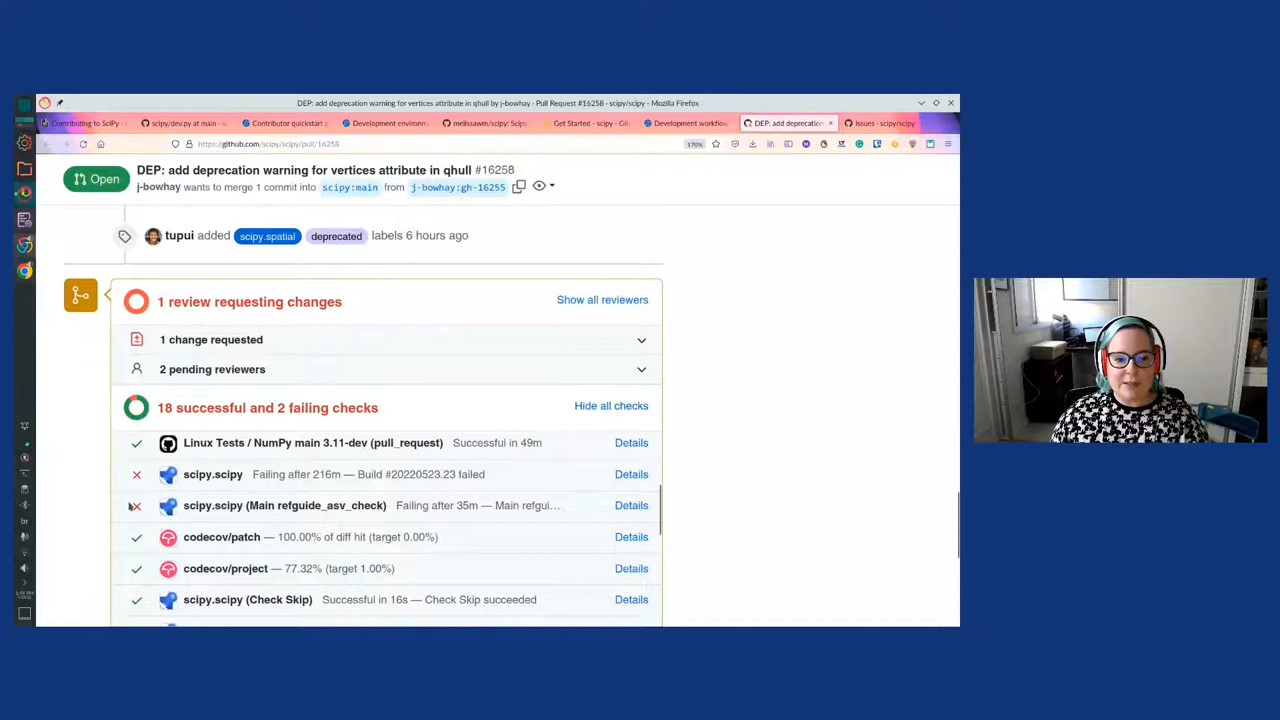 DEP: add deprecation warning for vertices attribute in qhull by j-bowhay - Pull Request #16258 - scipy/scipy — Mozilla Firefox
Contributing to SciPy
scipy/dev.py at main
Contributor quickstart g
Development environ
melissawm/scipy: Scipy
Get Started - scipy - Gi
Development workflow
DEP: add deprecation
Issues · scipy/scipy
https://github.com/scipy/scipy/pull/16258
170%
Open
DEP: add deprecation warning for vertices attribute in qhull #16258
j-bowhay wants to merge 1 commit into scipy:main from j-bowhay:gh-16255
tupui added scipy.spatial deprecated labels 6 hours ago
1 review requesting changes
Show all reviewers
1 change requested
2 pending reviewers
18 successful and 2 failing checks
Hide all checks
Linux Tests / NumPy main 3.11-dev (pull_request) Successful in 49m
Details
scipy.scipy Failing after 216m — Build #20220523.23 failed
Details
scipy.scipy (Main refguide_asv_check) Failing after 35m — Main refgui…
Details
codecov/patch — 100.00% of diff hit (target 0.00%)
Details
codecov/project — 77.32% (target 1.00%)
Details
scipy.scipy (Check Skip) Successful in 16s — Check Skip succeeded
Details
br